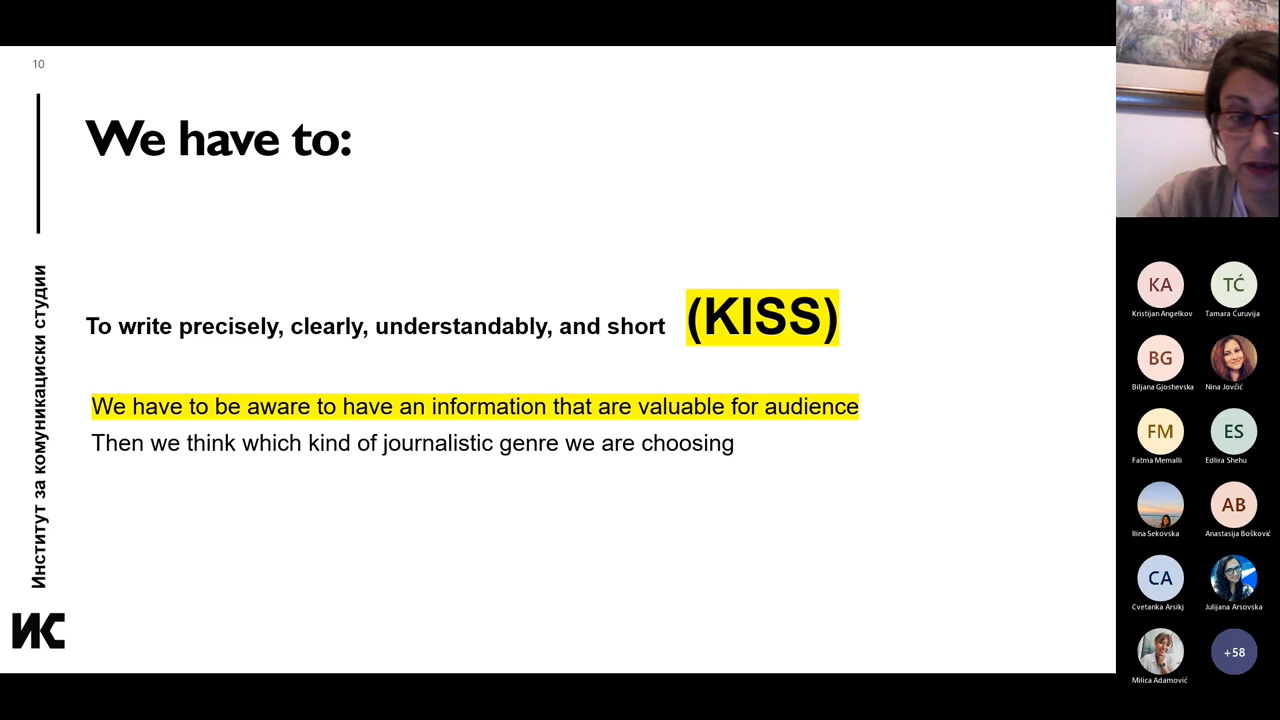 10
We have to:
To write precisely, clearly, understandably, and short (KISS)
We have to be aware to have an information that are valuable for audience
Then we think which kind of journalistic genre we are choosing
Институт за комуникациски студии
ИС
KA
Kristijan Angelkov
TĆ
Tamara Ćuruvija
BG
Biljana Gjoshevska
Nina Jovčić
FM
Fatma Memalli
ES
Edlira Shehu
Ilina Sekovska
AB
Anastasija Bošković
CA
Cvetanka Arsikj
Julijana Arsovska
Milica Adamović
+58